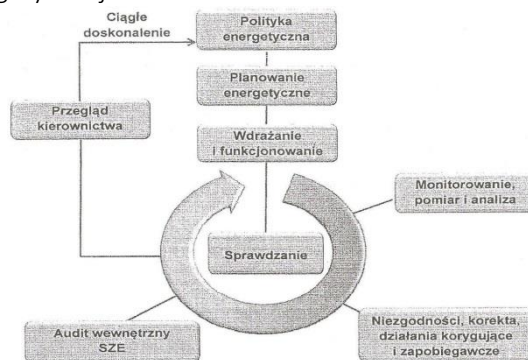 Ciągłe
doskonalenie
Polityka
energetyczna
Planowanie
energetyczne
Przegląd
kierownictwa
Wdrażanie
i funkcjonowanie
Monitorowanie,
pomiar i analiza
Sprawdzanie
Audit wewnętrzny
SZE
Niezgodności, korekta,
działania korygujące
i zapobiegawcze